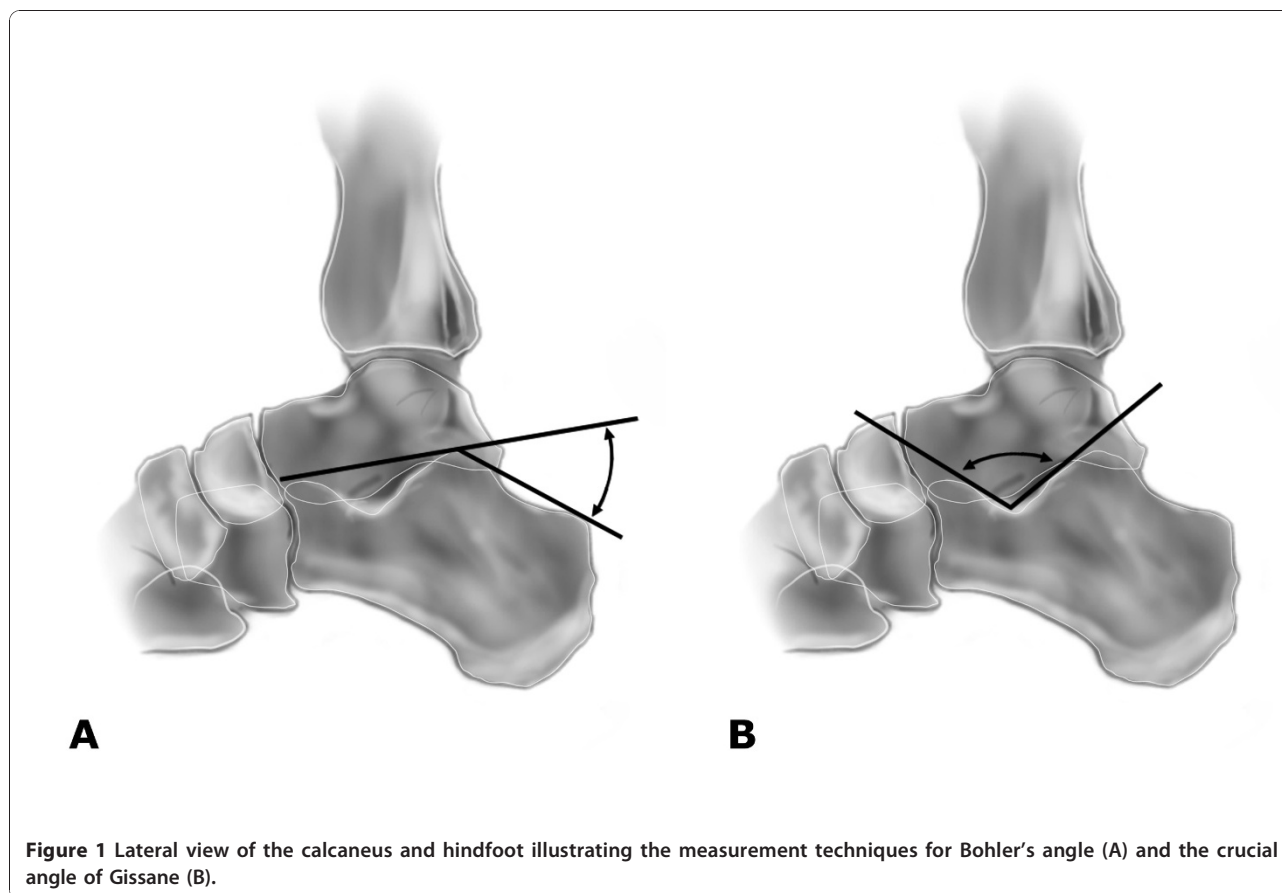 A
B
Figure 1 Lateral view of the calcaneus and hindfoot illustrating the measurement techniques for Bohler's angle (A) and the crucial
angle of Gissane (B).